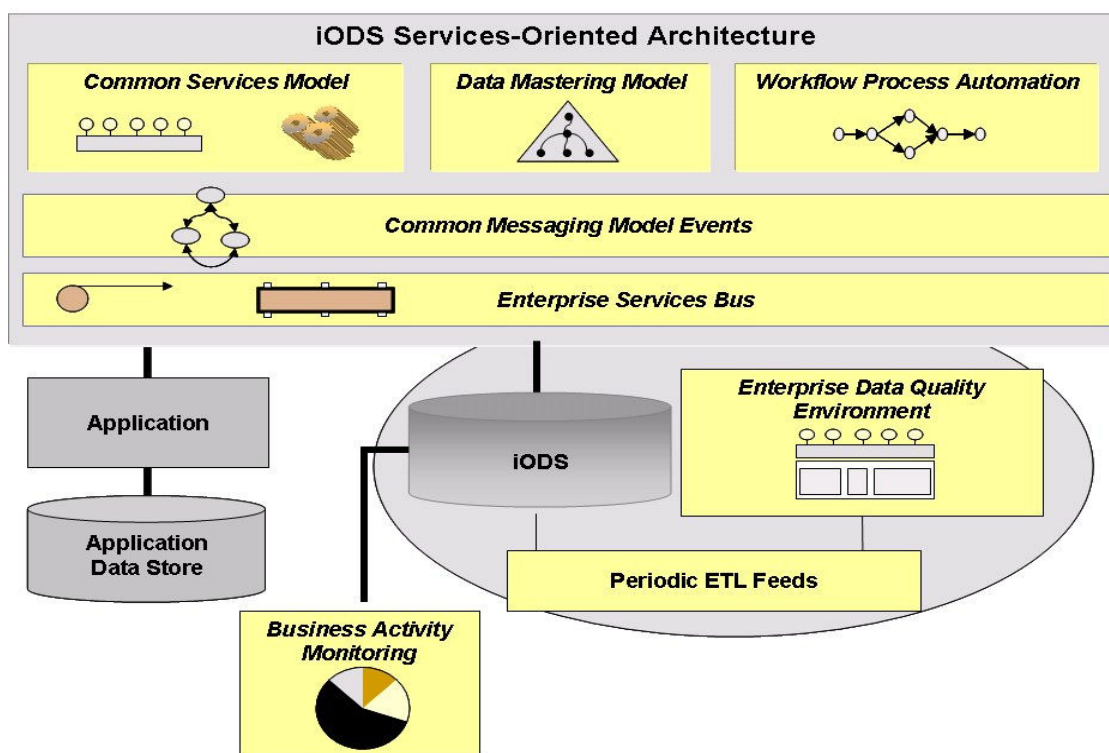 iODS Services-Oriented Architecture
Common Services Model
Data Mastering Model
Workflow Process Automation
Common Messaging Model Events
Enterprise Services Bus
Application
Application
Data Store
iODS
Enterprise Data Quality
Environment
Periodic ETL Feeds
Business Activity
Monitoring